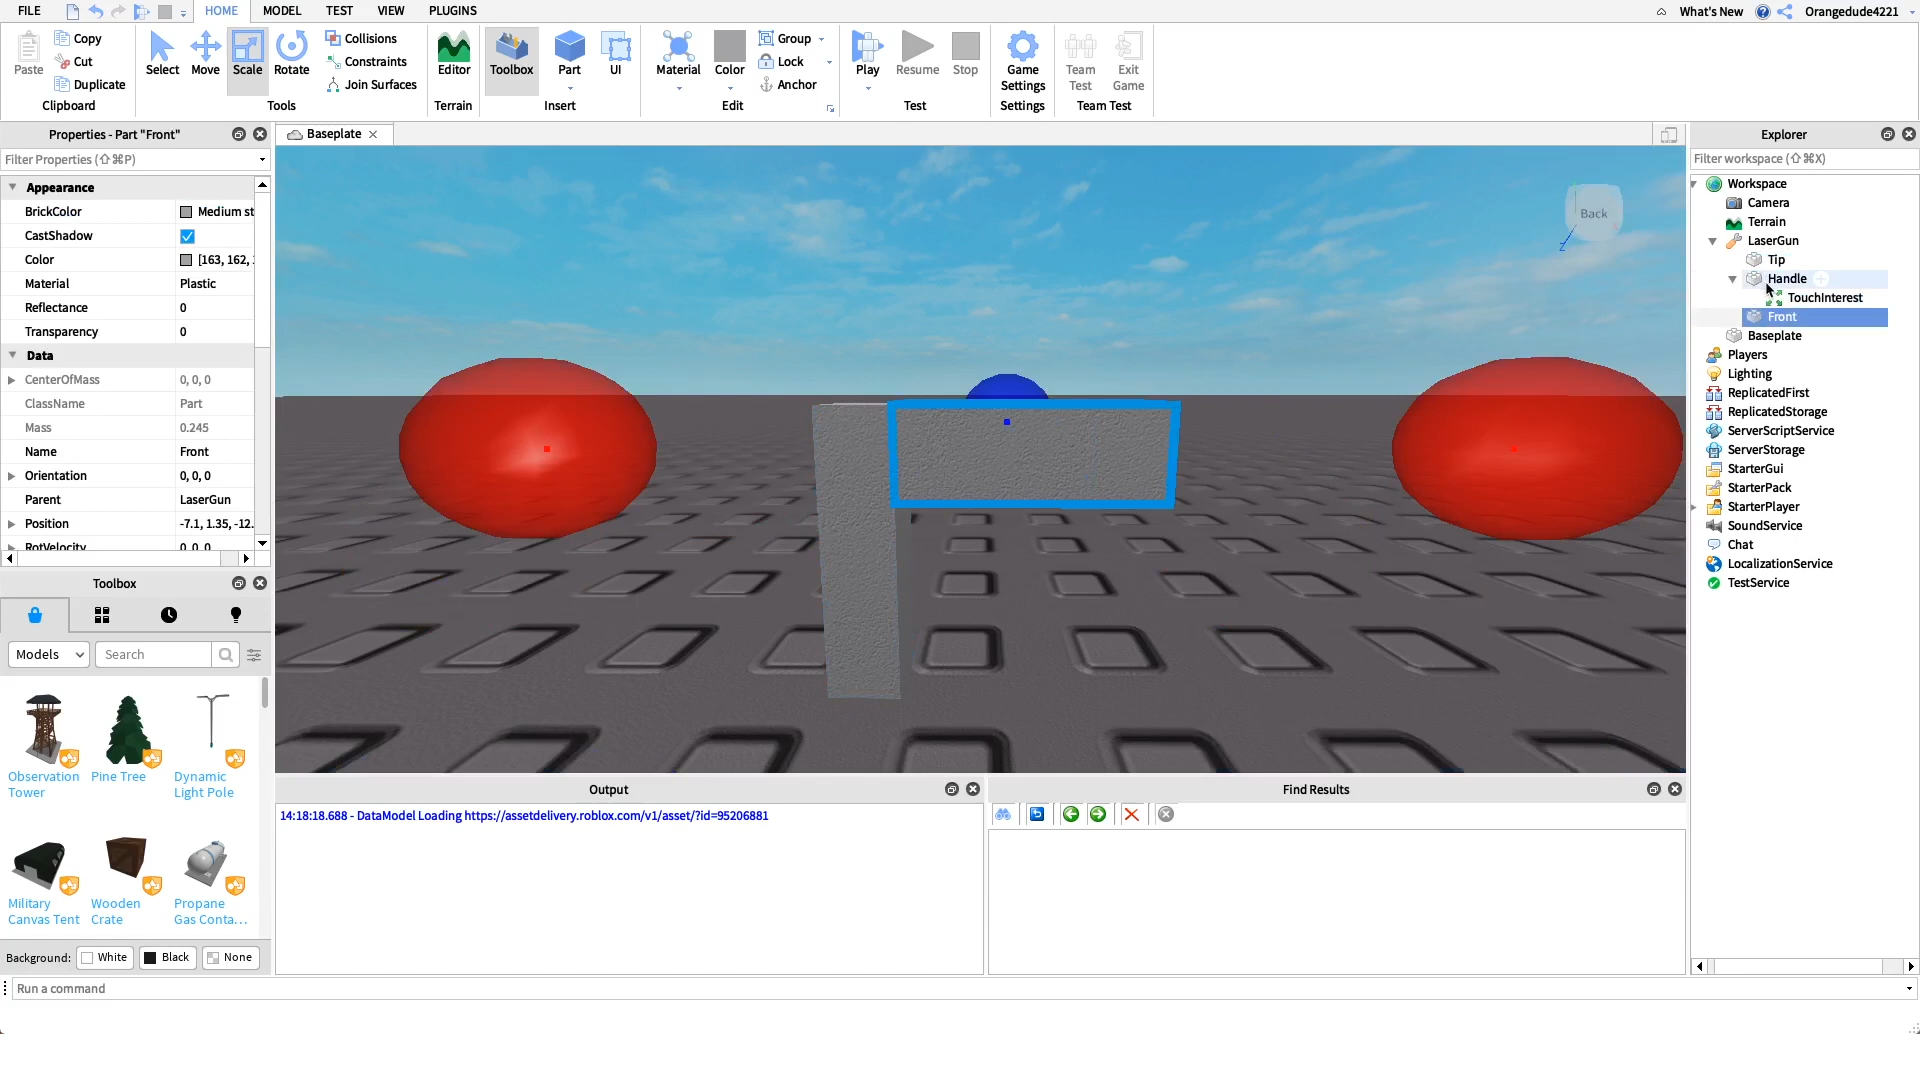 FILE
HOME
MODEL
TEST
VIEW
PLUGINS
What's New
Orangedude4221
Paste
Copy
Cut
Duplicate
Clipboard
Select
Move
Scale
Rotate
Collisions
Constraints
Join Surfaces
Tools
Editor
Terrain
Toolbox
Part
UI
Insert
Material
Color
Group
Lock
Anchor
Edit
Play
Resume
Stop
Test
Game
Settings
Settings
Team
Test
Exit
Game
Team Test
Properties - Part "Front"
Filter Properties (⇧⌘P)
Appearance
BrickColor Medium st
CastShadow
Color [163, 162,
Material Plastic
Reflectance 0
Transparency 0
Data
CenterOfMass 0, 0, 0
ClassName Part
Mass 0.245
Name Front
Orientation 0, 0, 0
Parent LaserGun
Position -7.1, 1.35, -12.
RotVelocity 0, 0, 0
Toolbox
Models
Search
Observation
Tower
Pine Tree
Dynamic
Light Pole
Military
Canvas Tent
Wooden
Crate
Propane
Gas Conta...
Background: White Black None
Baseplate
Back
Z
Output
14:18:18.688 - DataModel Loading https://assetdelivery.roblox.com/v1/asset/?id=95206881
Find Results
Explorer
Filter workspace (⇧⌘X)
Workspace
Camera
Terrain
LaserGun
Tip
Handle
TouchInterest
Front
Baseplate
Players
Lighting
ReplicatedFirst
ReplicatedStorage
ServerScriptService
ServerStorage
StarterGui
StarterPack
StarterPlayer
SoundService
Chat
LocalizationService
TestService
Run a command